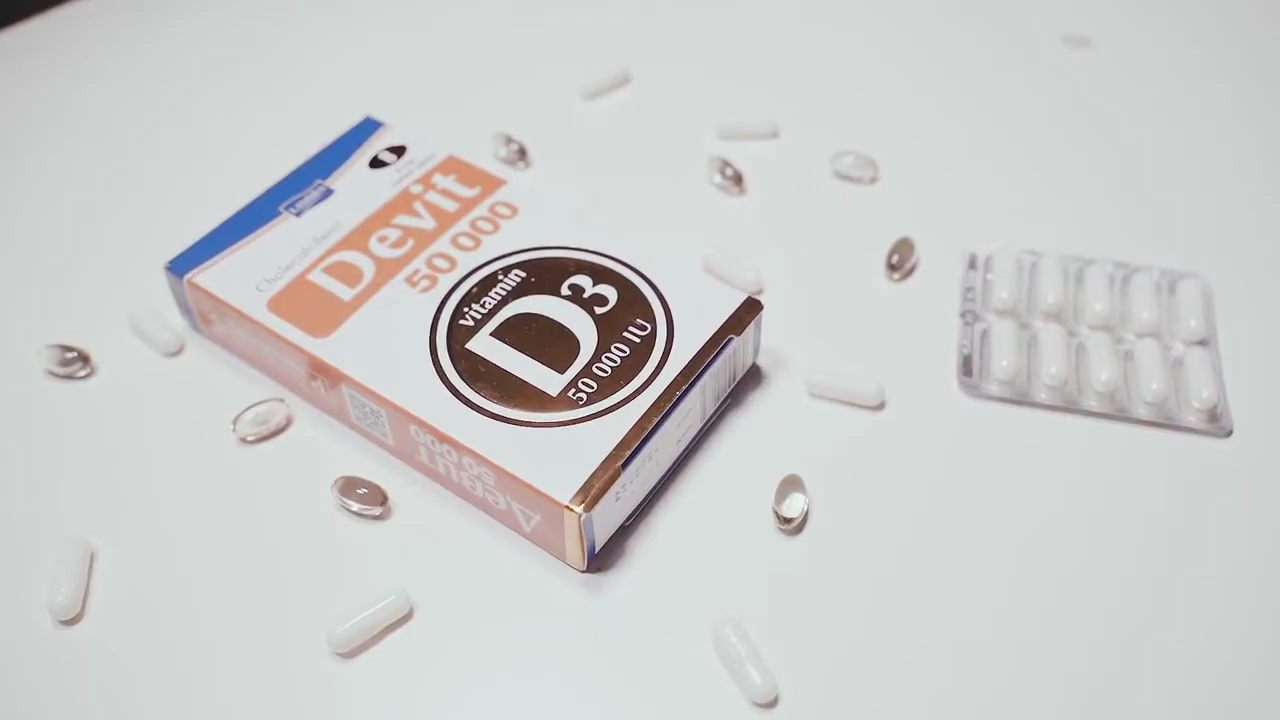 Cholecalciferol
Devit
50 000
vitamin
D3
50 000 IU
Девит
50 000